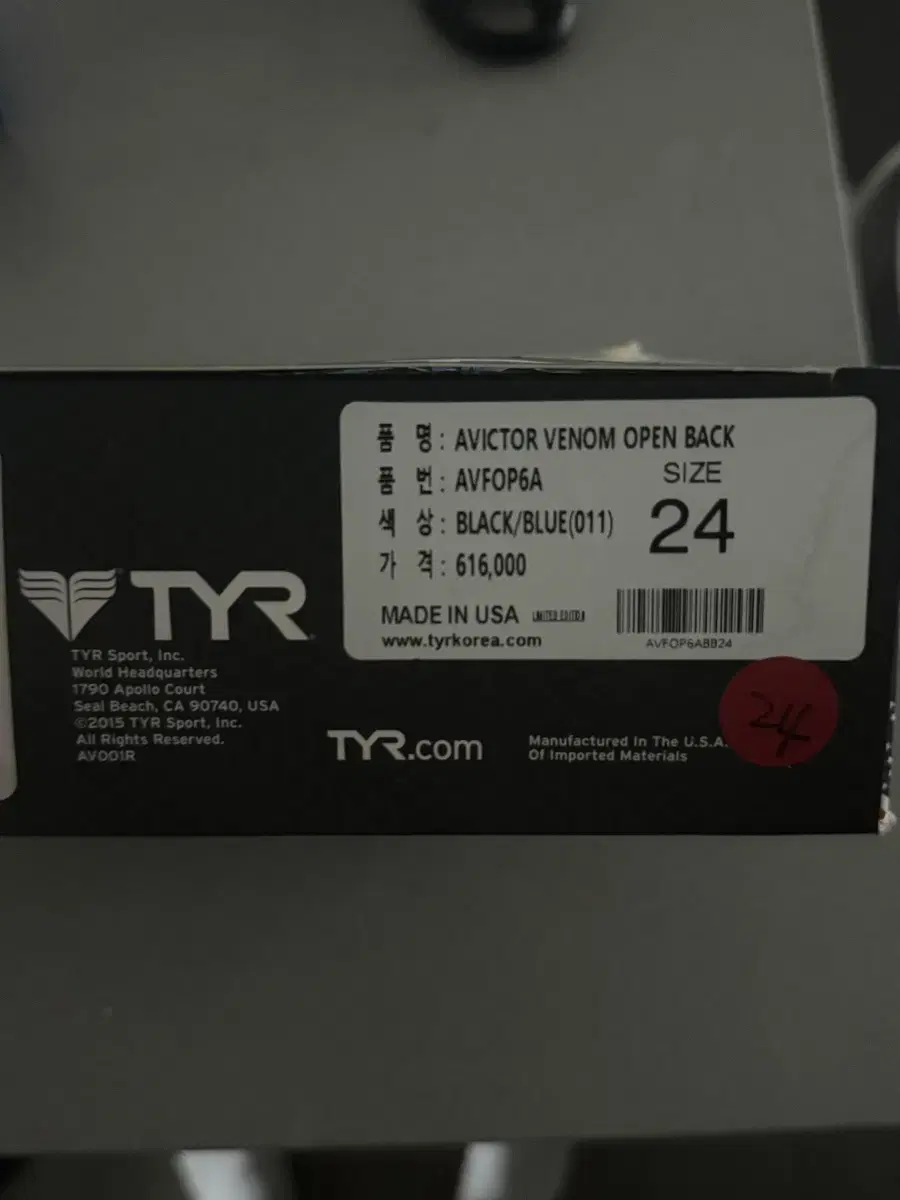 품 명 : AVICTOR VENOM OPEN BACK
품 번 : AVFOP6A
SIZE
색 상 : BLACK/BLUE(011)
24
가 격 : 616,000
MADE IN USA LIMITED EDITION
www.tyrkorea.com
AVFOP6ABB24
TYR
TYR Sport, Inc.
World Headquarters
1790 Apollo Court
Seal Beach, CA 90740, USA
©2015 TYR Sport, Inc.
All Rights Reserved.
AV001R
TYR.com
Manufactured In The U.S.A.
Of Imported Materials
24